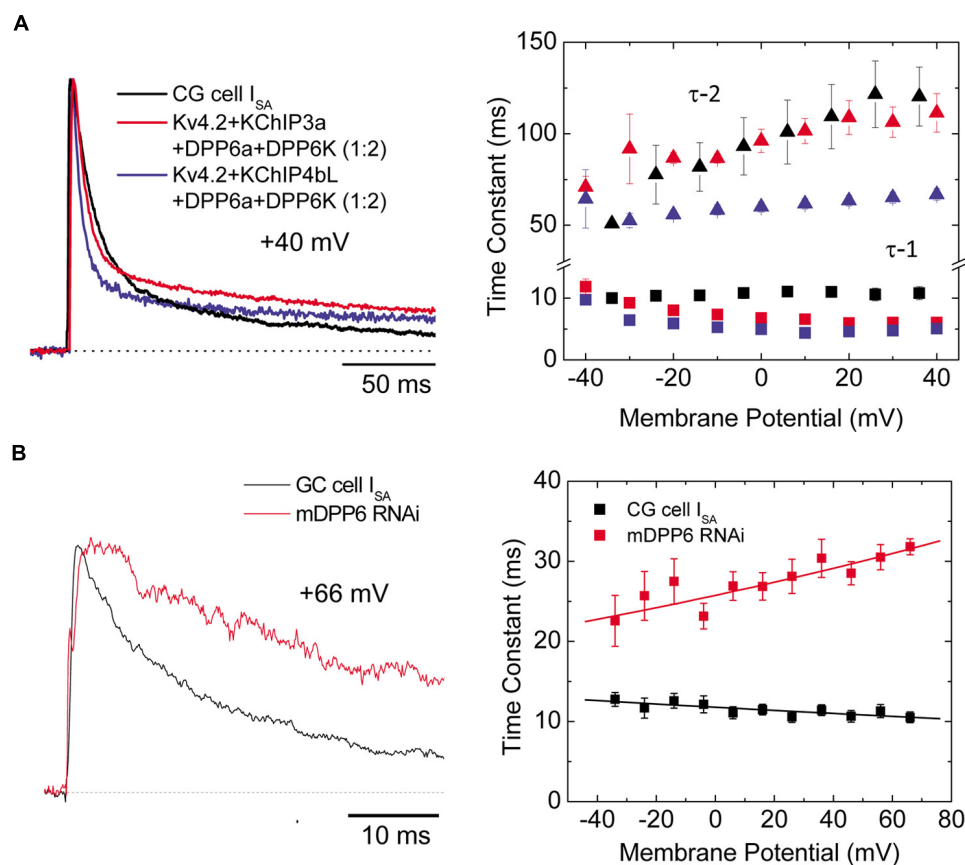 A
CG cell I_SA
Kv4.2+KChIP3a
+DPP6a+DPP6K (1:2)
Kv4.2+KChIP4bL
+DPP6a+DPP6K (1:2)
+40 mV
50 ms
150
100
50
10
0
Time Constant (ms)
τ-2
τ-1
-40 -20 0 20 40
Membrane Potential (mV)
B
GC cell I_SA
mDPP6 RNAi
+66 mV
10 ms
40
30
20
10
0
Time Constant (ms)
CG cell I_SA
mDPP6 RNAi
-40 -20 0 20 40 60 80
Membrane Potential (mV)